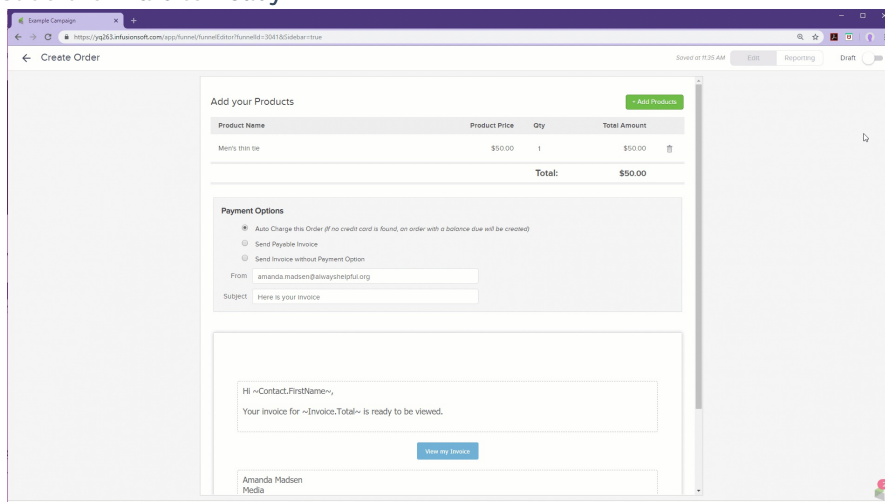 Example Campaign
https://yq263.infusionsoft.com/app/funnel/funnelEditor?funnelId=3041&Sidebar=true
Create Order
Saved at 11:35 AM
Edit
Reporting
Draft
Add your Products
+ Add Products
Product Name Product Price Qty Total Amount
Men's thin tie $50.00 1 $50.00
Total: $50.00
Payment Options
Auto Charge this Order (If no credit card is found, an order with a balance due will be created)
Send Payable Invoice
Send Invoice without Payment Option
From amanda.madsen@alwayshelpful.org
Subject Here is your invoice
Hi ~Contact.FirstName~,
Your invoice for ~Invoice.Total~ is ready to be viewed.
View my Invoice
Amanda Madsen
Media